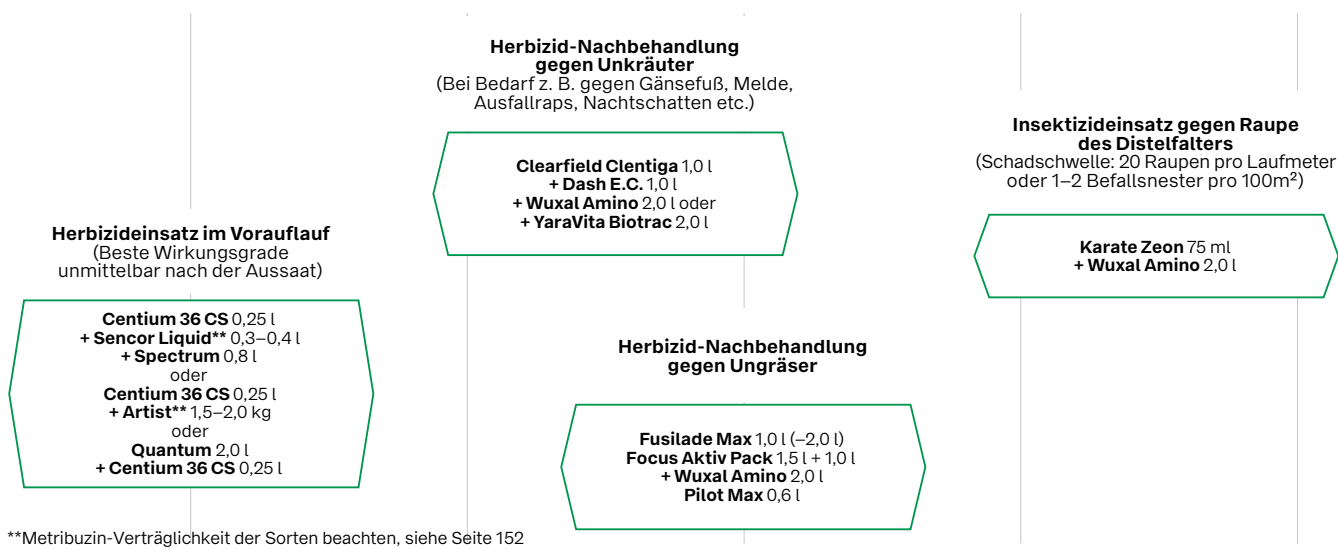 Herbizid-Nachbehandlung
gegen Unkräuter
(Bei Bedarf z. B. gegen Gänsefuß, Melde,
Ausfallraps, Nachtschatten etc.)
Clearfield Clentiga 1,0 l
+ Dash E.C. 1,0 l
+ Wuxal Amino 2,0 l oder
+ YaraVita Biotrac 2,0 l
Insektizideinsatz gegen Raupe
des Distelfalters
(Schadschwelle: 20 Raupen pro Laufmeter
oder 1–2 Befallsnester pro 100m²)
Karate Zeon 75 ml
+ Wuxal Amino 2,0 l
Herbizideinsatz im Vorauflauf
(Beste Wirkungsgrade
unmittelbar nach der Aussaat)
Centium 36 CS 0,25 l
+ Sencor Liquid** 0,3–0,4 l
+ Spectrum 0,8 l
oder
Centium 36 CS 0,25 l
+ Artist** 1,5–2,0 kg
oder
Quantum 2,0 l
+ Centium 36 CS 0,25 l
Herbizid-Nachbehandlung
gegen Ungräser
Fusilade Max 1,0 l (–2,0 l)
Focus Aktiv Pack 1,5 l + 1,0 l
+ Wuxal Amino 2,0 l
Pilot Max 0,6 l
**Metribuzin-Verträglichkeit der Sorten beachten, siehe Seite 152